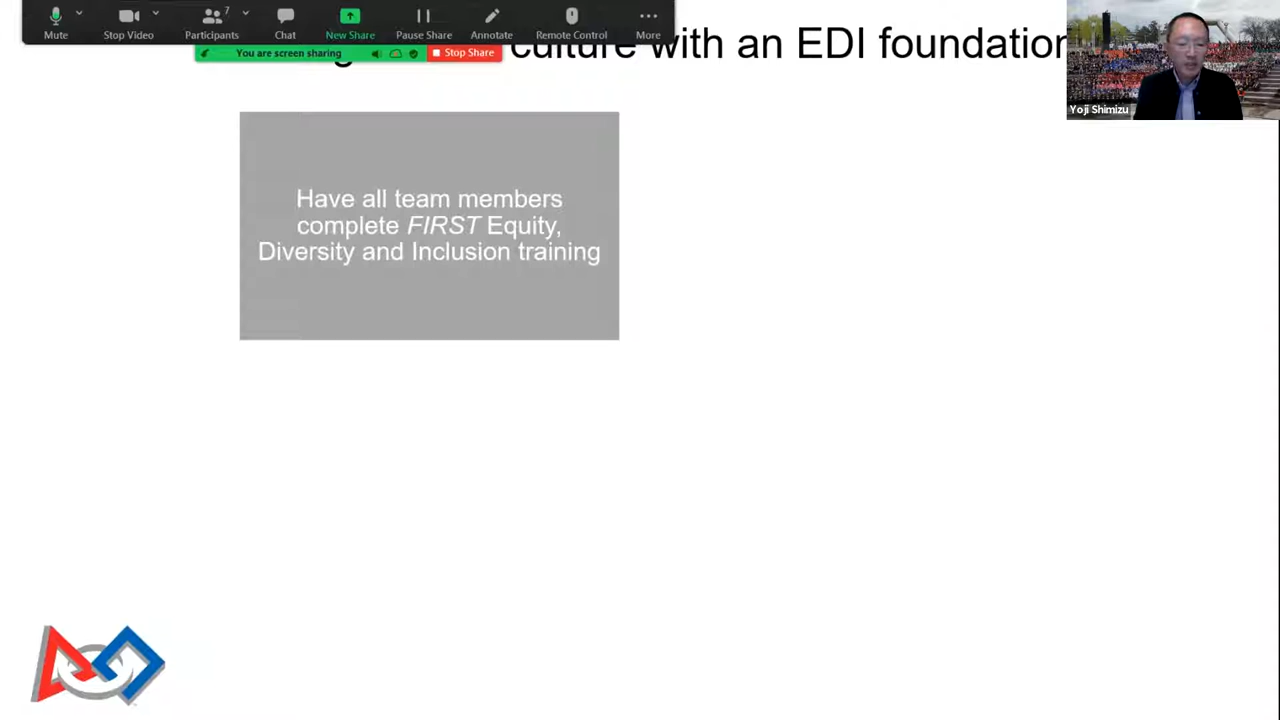 Mute
Stop Video
7
Participants
Chat
New Share
Pause Share
Annotate
Remote Control
More
You are screen sharing
Stop Share
culture with an EDI foundation
Yoji Shimizu
Have all team members
complete FIRST Equity,
Diversity and Inclusion training